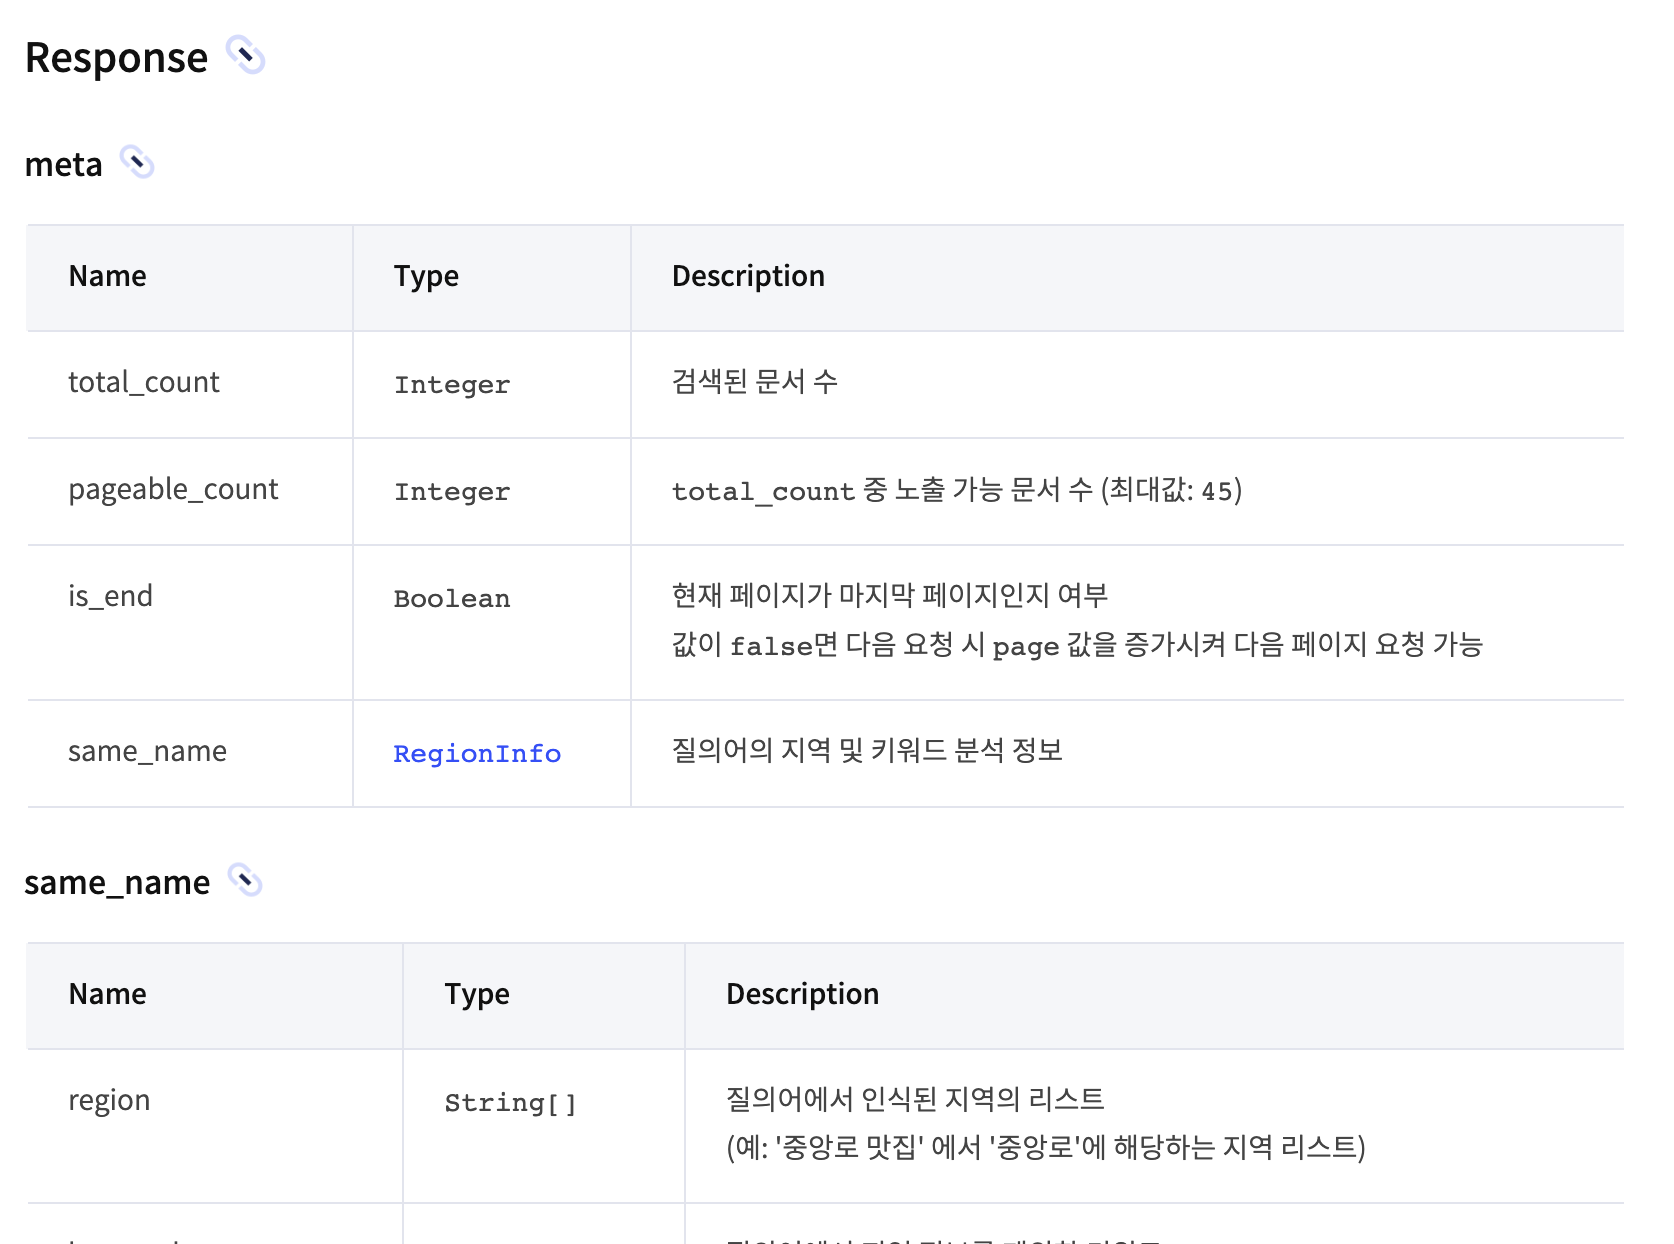 Response
meta
Name Type Description
total_count Integer 검색된 문서 수
pageable_count Integer total_count 중 노출 가능 문서 수 (최대값: 45)
is_end Boolean 현재 페이지가 마지막 페이지인지 여부
값이 false면 다음 요청 시 page 값을 증가시켜 다음 페이지 요청 가능
same_name RegionInfo 질의어의 지역 및 키워드 분석 정보
same_name
Name Type Description
region String[] 질의어에서 인식된 지역의 리스트
(예: '중앙로 맛집' 에서 '중앙로'에 해당하는 지역 리스트)